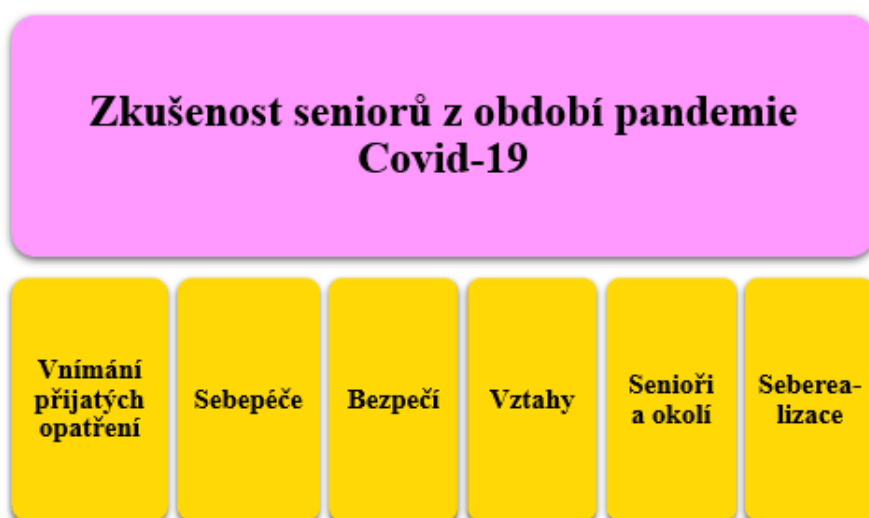 Zkušenost seniorů z období pandemie
Covid-19
Vnímání
přijatých
opatření
Sebepéče
Bezpečí
Vztahy
Senioři
a okolí
Seberea-
lizace